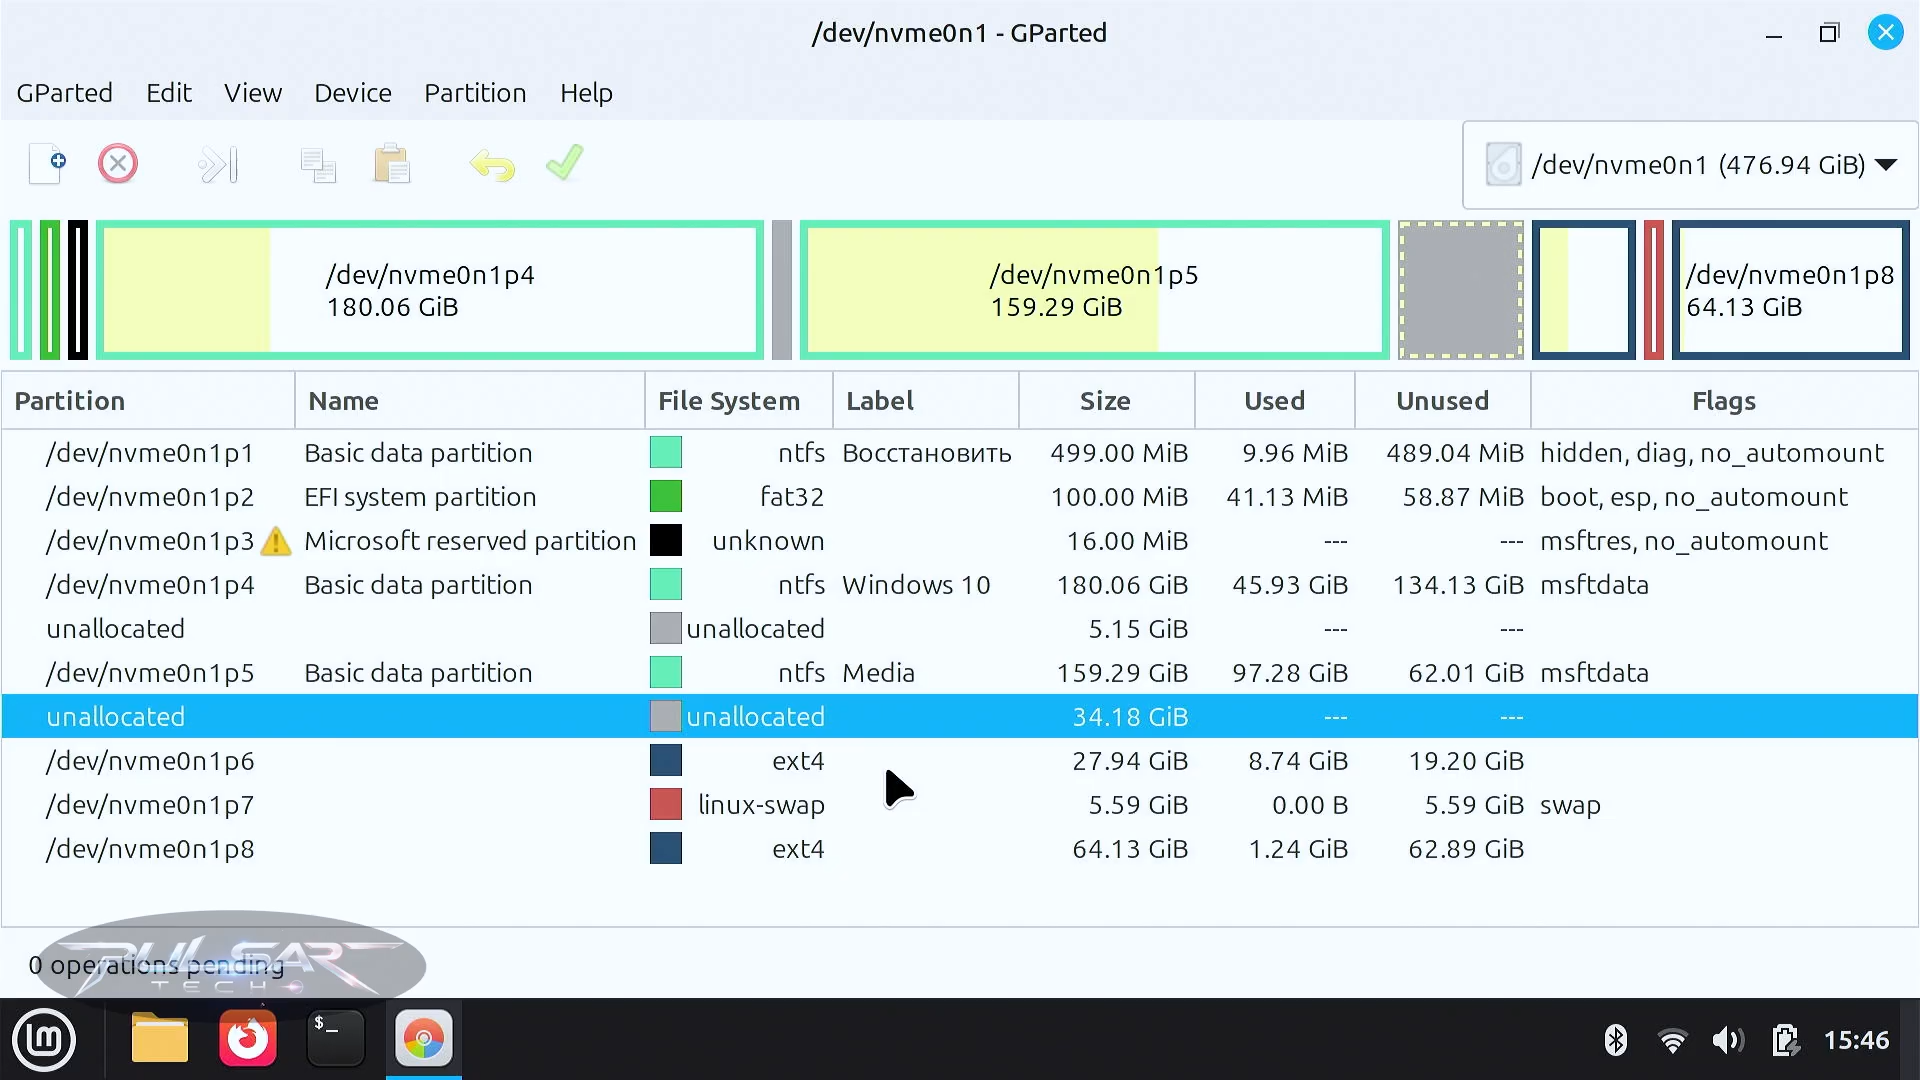 /dev/nvme0n1 - GParted
GParted Edit View Device Partition Help
/dev/nvme0n1 (476.94 GiB)
/dev/nvme0n1p4
180.06 GiB
/dev/nvme0n1p5
159.29 GiB
/dev/nvme0n1p8
64.13 GiB
Partition Name File System Label Size Used Unused Flags
/dev/nvme0n1p1 Basic data partition ntfs Восстановить 499.00 MiB 9.96 MiB 489.04 MiB hidden, diag, no_automount
/dev/nvme0n1p2 EFI system partition fat32 100.00 MiB 41.13 MiB 58.87 MiB boot, esp, no_automount
/dev/nvme0n1p3 Microsoft reserved partition unknown 16.00 MiB --- --- msftres, no_automount
/dev/nvme0n1p4 Basic data partition ntfs Windows 10 180.06 GiB 45.93 GiB 134.13 GiB msftdata
unallocated unallocated 5.15 GiB --- ---
/dev/nvme0n1p5 Basic data partition ntfs Media 159.29 GiB 97.28 GiB 62.01 GiB msftdata
unallocated unallocated 34.18 GiB --- ---
/dev/nvme0n1p6 ext4 27.94 GiB 8.74 GiB 19.20 GiB
/dev/nvme0n1p7 linux-swap 5.59 GiB 0.00 B 5.59 GiB swap
/dev/nvme0n1p8 ext4 64.13 GiB 1.24 GiB 62.89 GiB
0 operations pending
PULSAR
TECH
$_
15:46